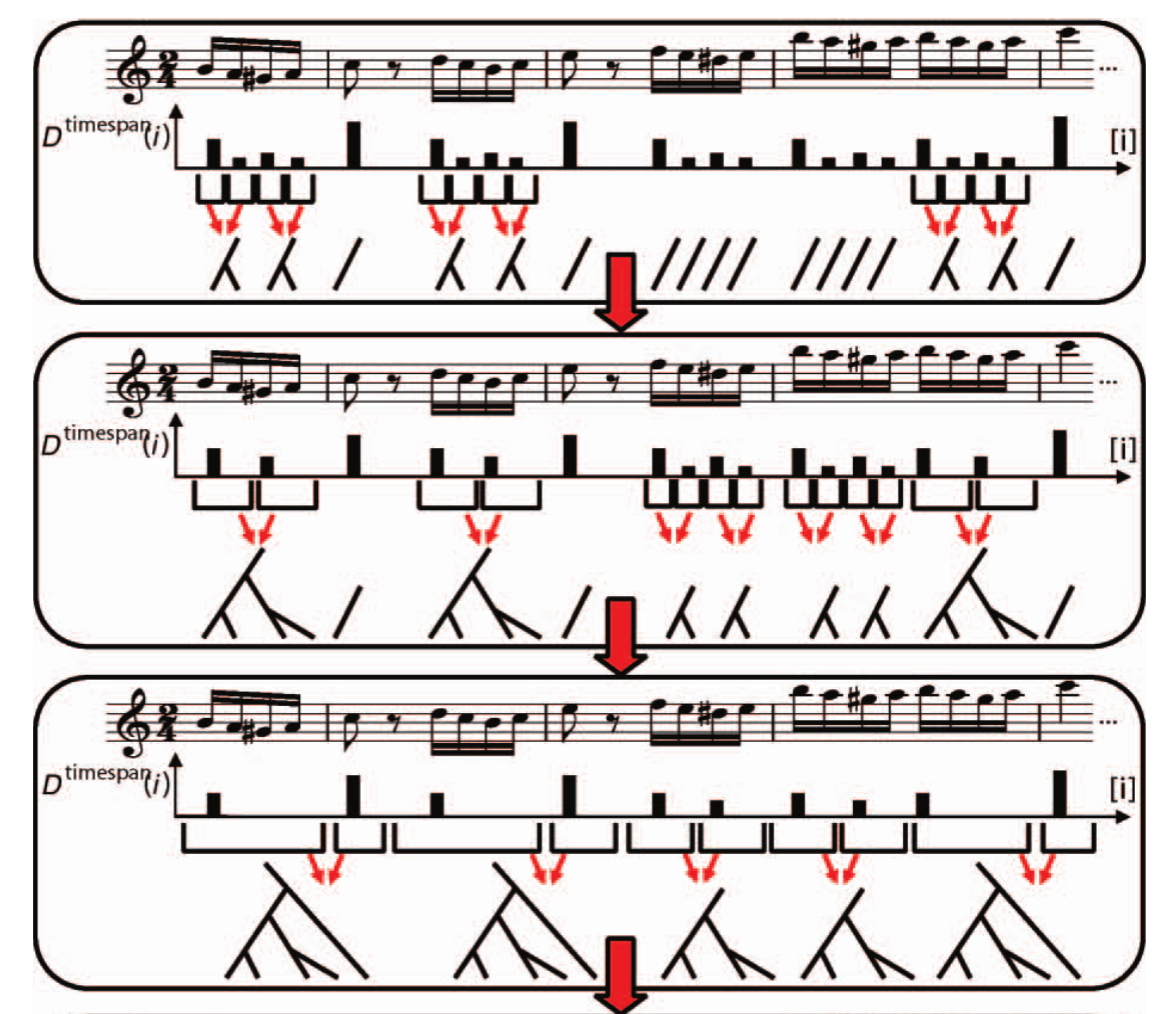 2
4
...
D timespan (i)
[i]
2
4
...
D timespan (i)
[i]
2
4
...
D timespan (i)
[i]